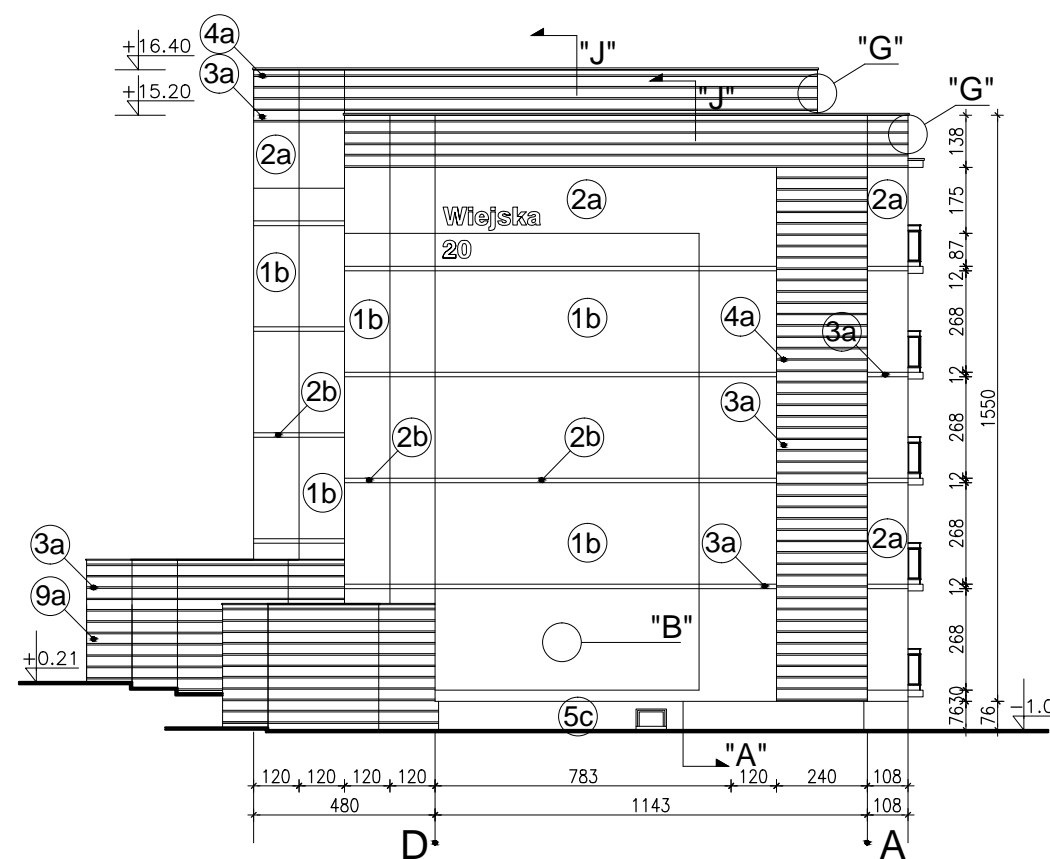 4a
+16.40
"J"
"G"
3a
+15.20
"J"
"G"
138
2a
2a
2a
175
Wiejska
20
87
12
1b
1b
1b
268
4a
3a
12
2b
3a
268
1550
2b
2b
12
1b
1b
3a
2a
268
3a
12
9a
"B"
268
+0.21
30
5c
76
76
-1.0
"A"
120 120 120 120 783 120 240 108
480 1143 108
D A